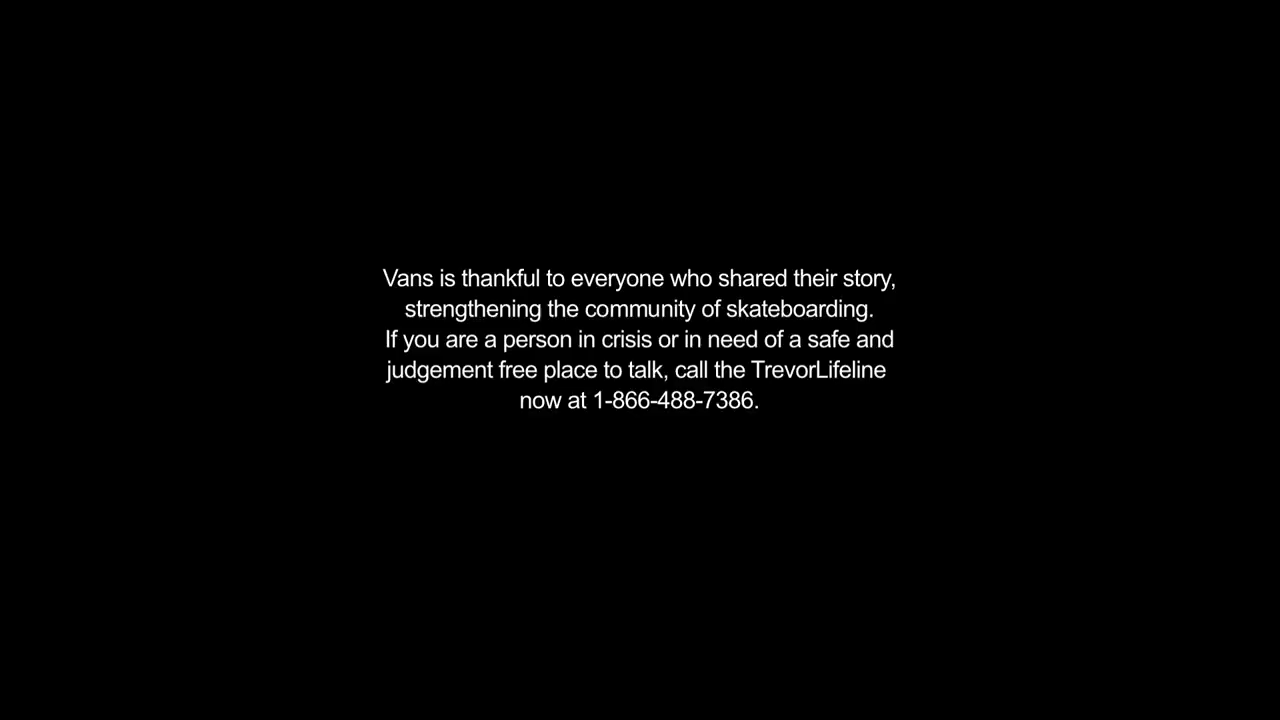 Vans is thankful to everyone who shared their story,
strengthening the community of skateboarding.
If you are a person in crisis or in need of a safe and
judgement free place to talk, call the TrevorLifeline
now at 1-866-488-7386.